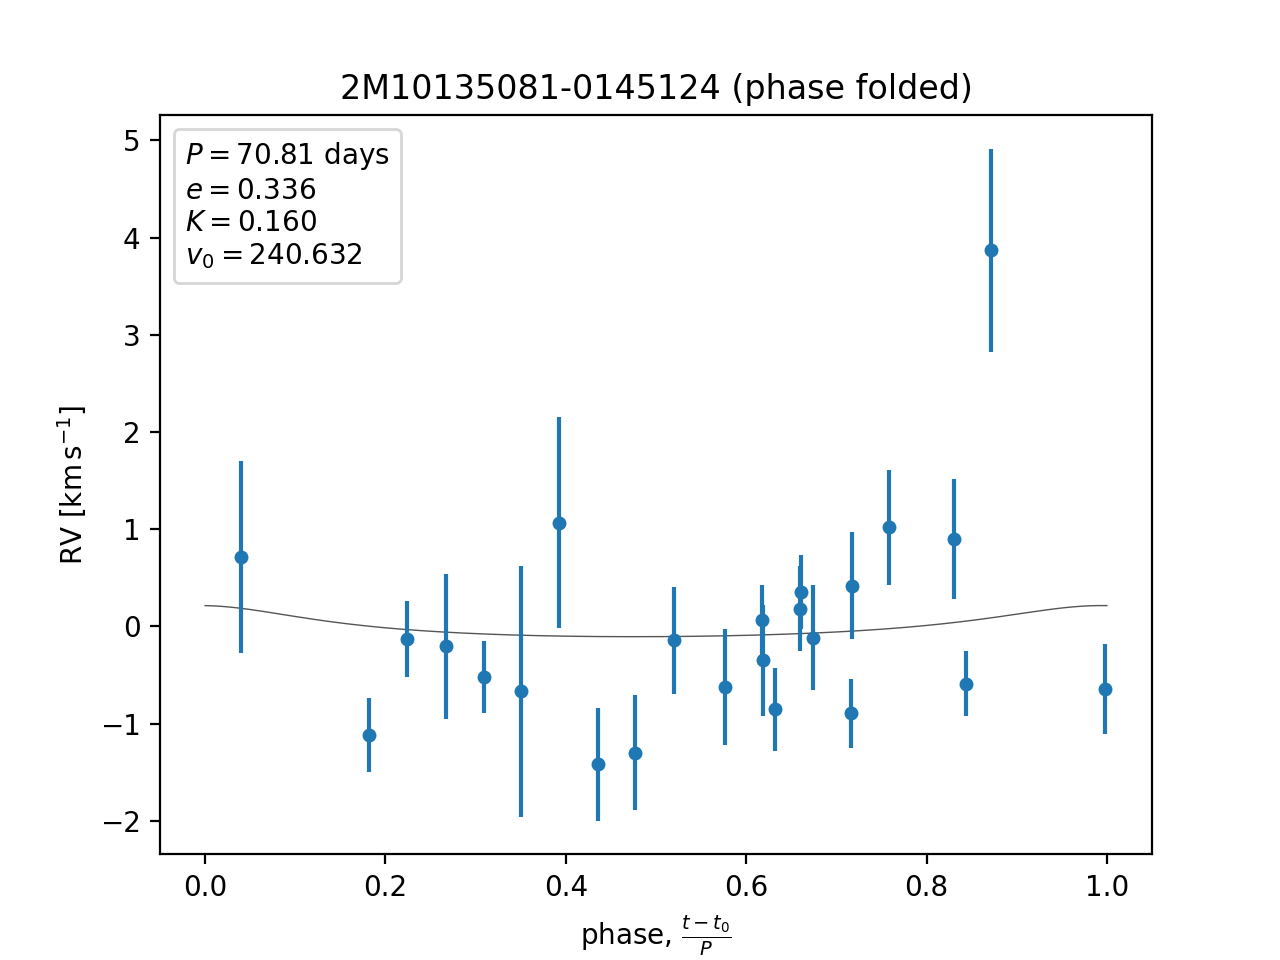 2M10135081-0145124 (phase folded)
P = 70.81 days
e = 0.336
K = 0.160
v₀ = 240.632
5
4
3
2
1
0
−1
−2
RV [km s⁻¹]
0.0 0.2 0.4 0.6 0.8 1.0
phase, (t − t₀)/P